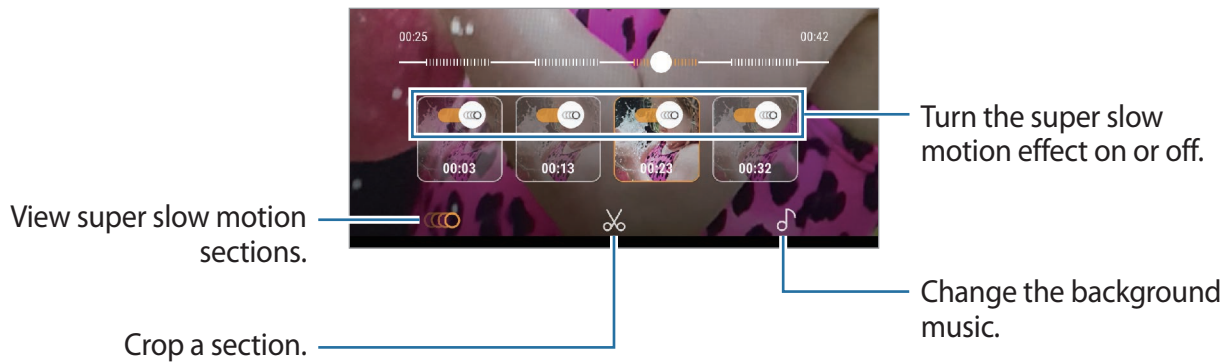 00:25
00:42
Turn the super slow
motion effect on or off.
00:03
00:13
00:23
00:32
View super slow motion
sections.
Change the background
music.
Crop a section.